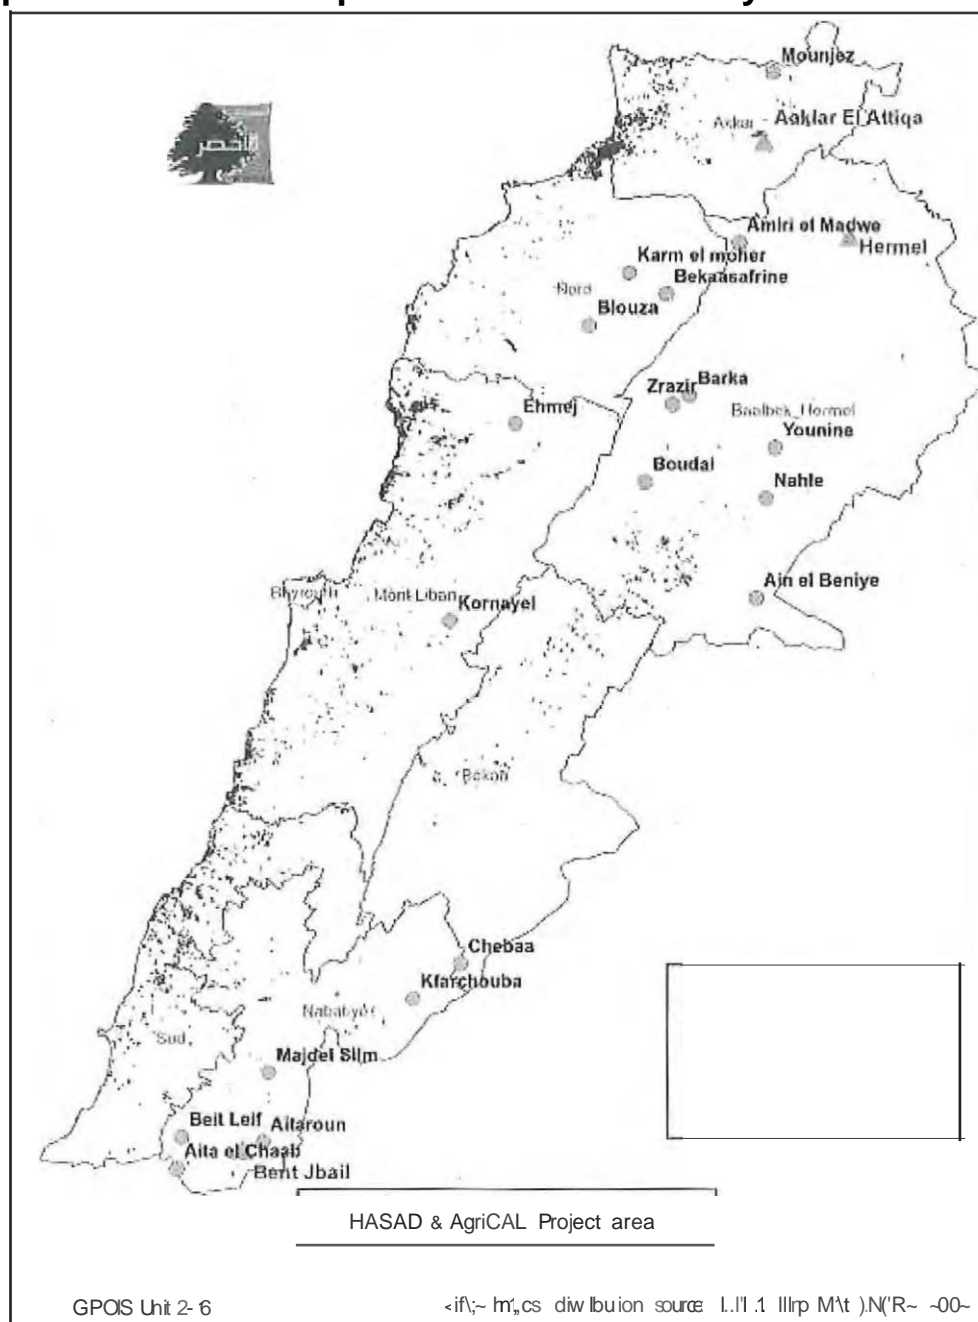 Mounjez
Akkar
Aaklar El Attiqa
Amiri el Madwe
Hermel
Karm el moher
Bekaasafrine
Nord
Blouza
Zrazir
Barka
Ehmej
Baalbek_Hermel
Younine
Boudai
Nahle
Ain el Beniye
Beyrouth
Mont-Liban
Kornayel
Bekaa
Chebaa
Kfarchouba
Nabatiyet
Sud
Majdel Silm
Beit Leif
Aitaroun
Aita el Chaab
Bent Jbail
HASAD & AgriCAL Project area
GPOIS Unit 2-